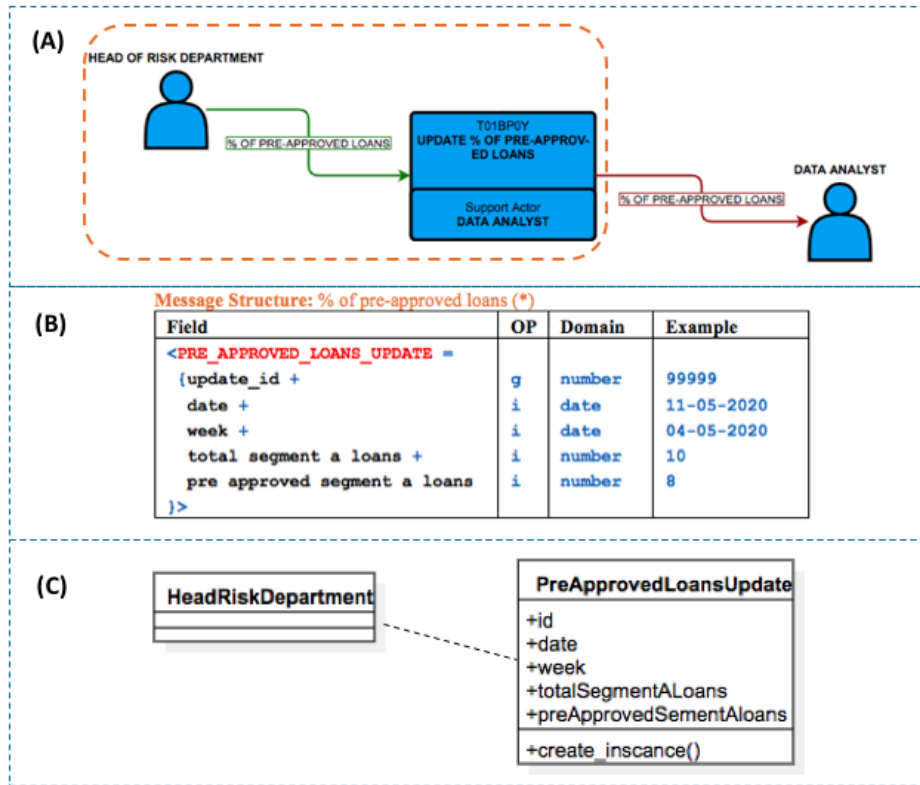 (A)
HEAD OF RISK DEPARTMENT
% OF PRE-APPROVED LOANS
T01BP0Y
UPDATE % OF PRE-APPROV-
ED LOANS
Support Actor
DATA ANALYST
% OF PRE-APPROVED LOANS
DATA ANALYST
(B)
Message Structure: % of pre-approved loans (*)
Field OP Domain Example
<PRE_APPROVED_LOANS_UPDATE =
{update_id + g number 99999
date + i date 11-05-2020
week + i date 04-05-2020
total segment a loans + i number 10
pre approved segment a loans i number 8
}>
(C)
HeadRiskDepartment
PreApprovedLoansUpdate
+id
+date
+week
+totalSegmentALoans
+preApprovedSementAloans
+create_inscance()